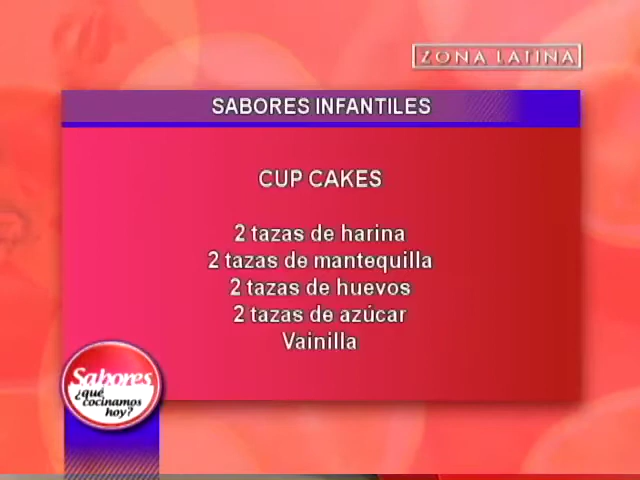 ZONA LATINA
SABORES INFANTILES
CUP CAKES
2 tazas de harina
2 tazas de mantequilla
2 tazas de huevos
2 tazas de azúcar
Vainilla
Sabores
¿qué
cocinamos
hoy?